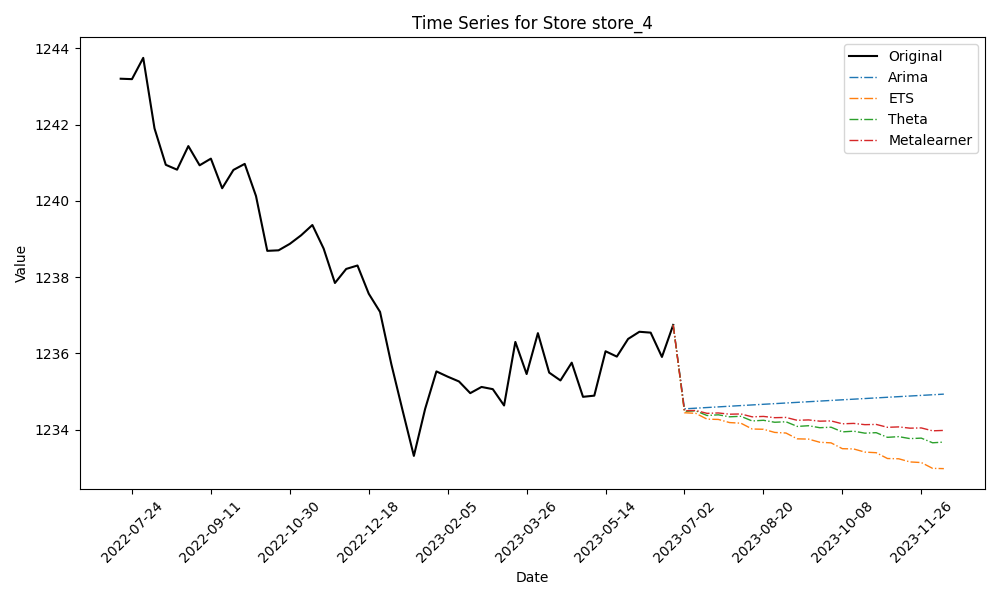 Time Series for Store store_4
Original
Arima
ETS
Theta
Metalearner
1244
1242
1240
1238
1236
1234
Value
2022-07-24
2022-09-11
2022-10-30
2022-12-18
2023-02-05
2023-03-26
2023-05-14
2023-07-02
2023-08-20
2023-10-08
2023-11-26
Date